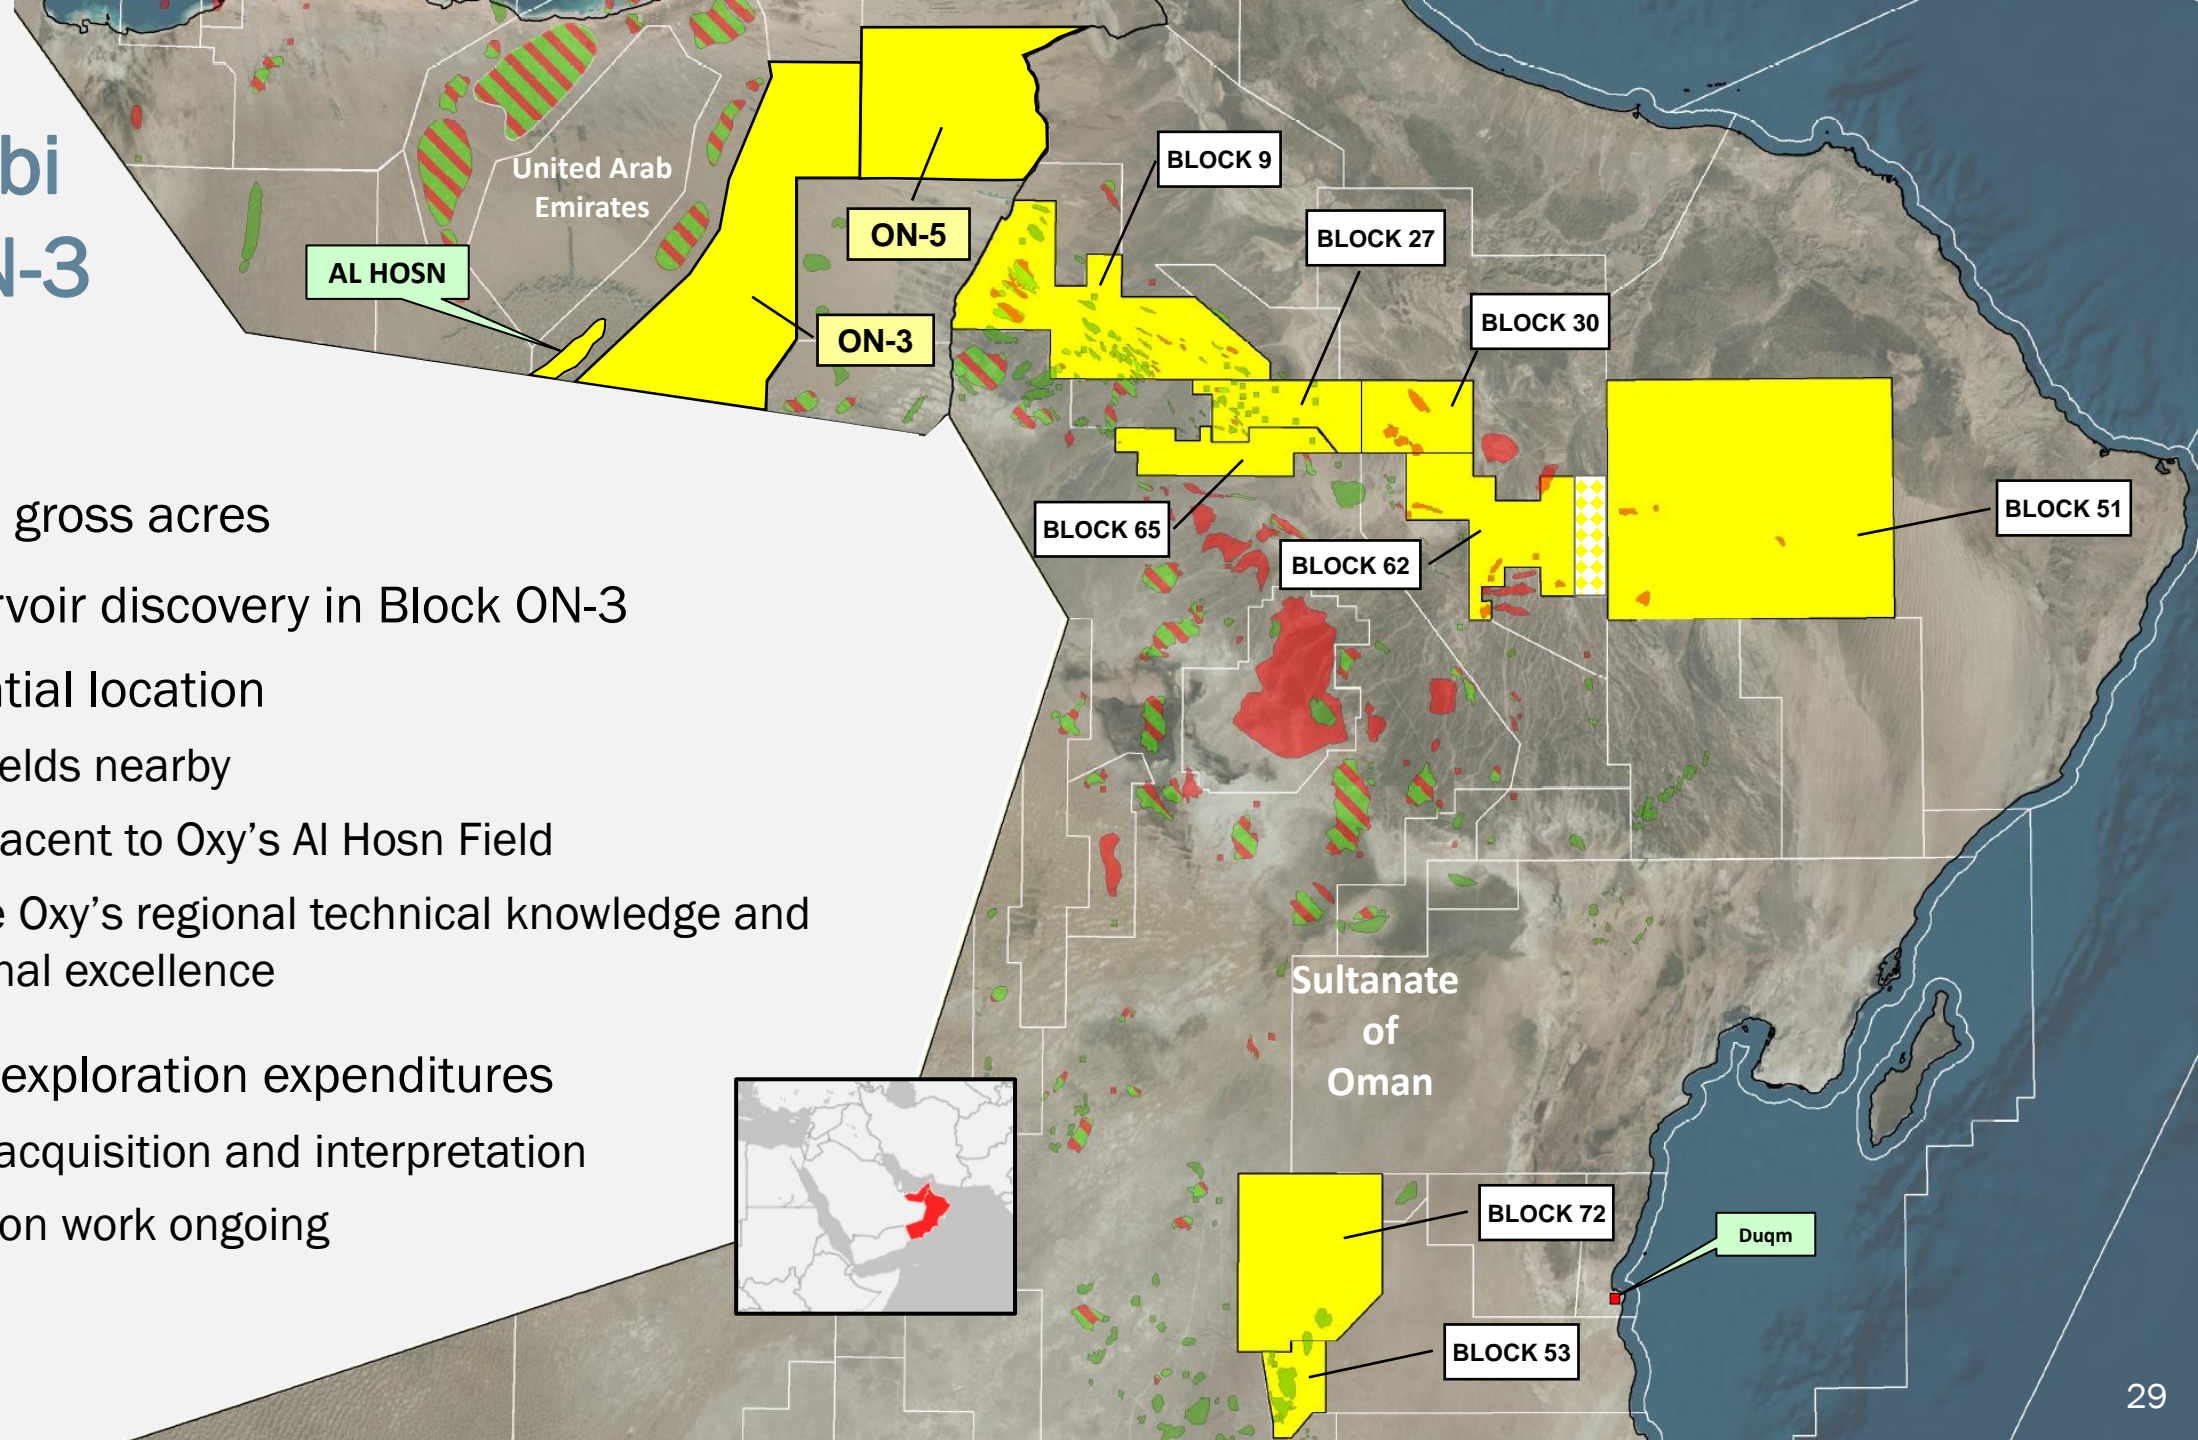 bi
N-3
gross acres
rvoir discovery in Block ON-3
ntial location
elds nearby
acent to Oxy's Al Hosn Field
e Oxy's regional technical knowledge and
nal excellence
exploration expenditures
acquisition and interpretation
on work ongoing
United Arab
Emirates
AL HOSN
ON-5
ON-3
BLOCK 9
BLOCK 27
BLOCK 30
BLOCK 65
BLOCK 62
BLOCK 51
Sultanate
of
Oman
BLOCK 72
Duqm
BLOCK 53
29